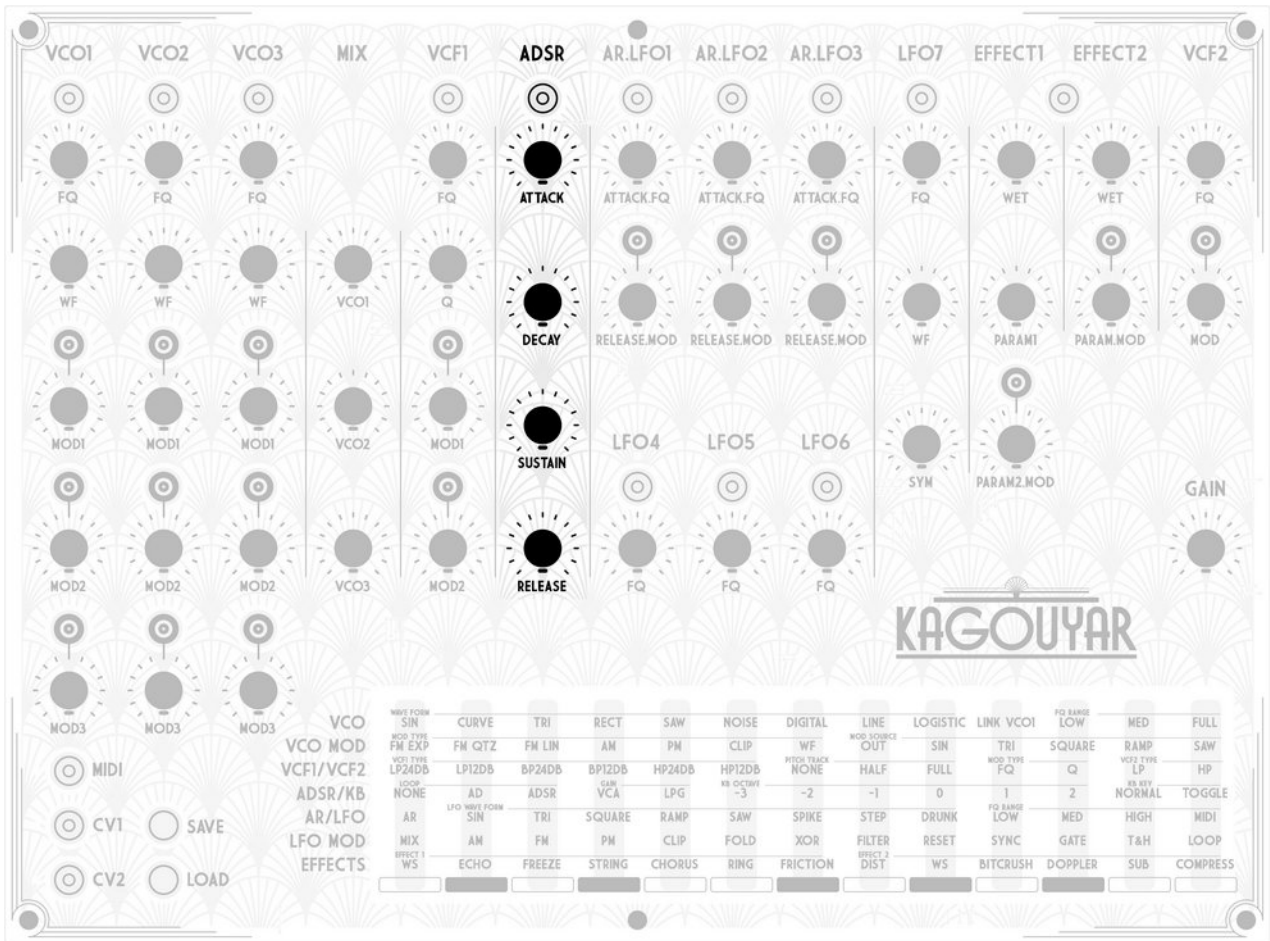 VCO1 VCO2 VCO3 MIX VCF1 ADSR AR.LFO1 AR.LFO2 AR.LFO3 LFO7 EFFECT1 EFFECT2 VCF2
FQ FQ FQ FQ ATTACK ATTACK.FQ ATTACK.FQ ATTACK.FQ FQ WET WET FQ
WF WF WF VCO1 Q
DECAY RELEASE.MOD RELEASE.MOD RELEASE.MOD WF PARAM1 PARAM.MOD MOD
MOD1 MOD1 MOD1 VCO2 MOD1
LFO4 LFO5 LFO6
SUSTAIN
SYM PARAM2.MOD
GAIN
MOD2 MOD2 MOD2 VCO3 MOD2 RELEASE FQ FQ FQ
KAGOUYAR
MOD3 MOD3 MOD3
WAVE FORM FQ RANGE
VCO SIN CURVE TRI RECT SAW NOISE DIGITAL LINE LOGISTIC LINK VCO1 LOW MED FULL
MOD TYPE MOD SOURCE
VCO MOD FM EXP FM QTZ FM LIN AM PM CLIP WF OUT SIN TRI SQUARE RAMP SAW
VCF1 TYPE PITCH TRACK MOD TYPE VCF2 TYPE
VCF1/VCF2 LP24DB LP12DB BP24DB BP12DB HP24DB HP12DB NONE HALF FULL FQ Q LP HP
LOOP GAIN KB OCTAVE KB KEY
ADSR/KB NONE AD ADSR VCA LPG -3 -2 -1 0 1 2 NORMAL TOGGLE
LFO WAVE FORM FQ RANGE
AR/LFO AR SIN TRI SQUARE RAMP SAW SPIKE STEP DRUNK LOW MED HIGH MIDI
LFO MOD MIX AM FM PM CLIP FOLD XOR FILTER RESET SYNC GATE T&H LOOP
EFFECT 1 EFFECT 2
EFFECTS WS ECHO FREEZE STRING CHORUS RING FRICTION DIST WS BITCRUSH DOPPLER SUB COMPRESS
MIDI
CV1 SAVE
CV2 LOAD